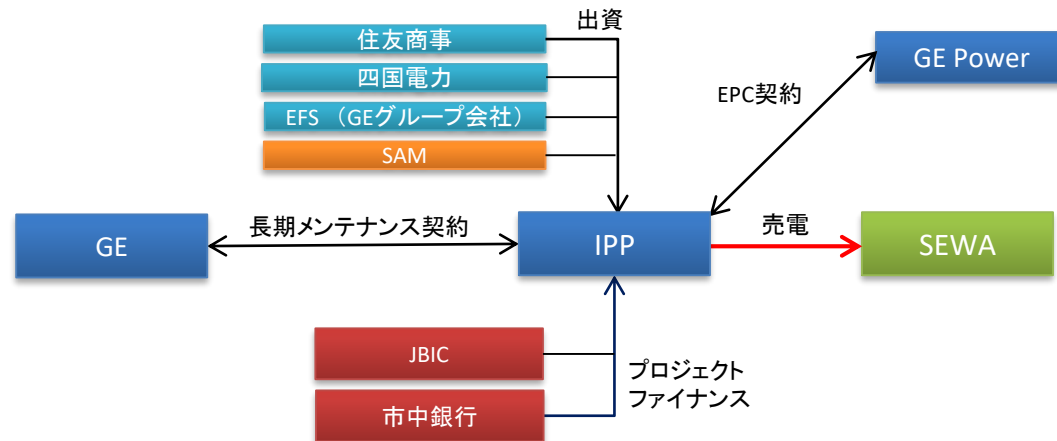 出資
住友商事
四国電力
EFS （GEグループ会社）
SAM
GE Power
EPC契約
GE
長期メンテナンス契約
IPP
売電
SEWA
JBIC
市中銀行
プロジェクト
ファイナンス